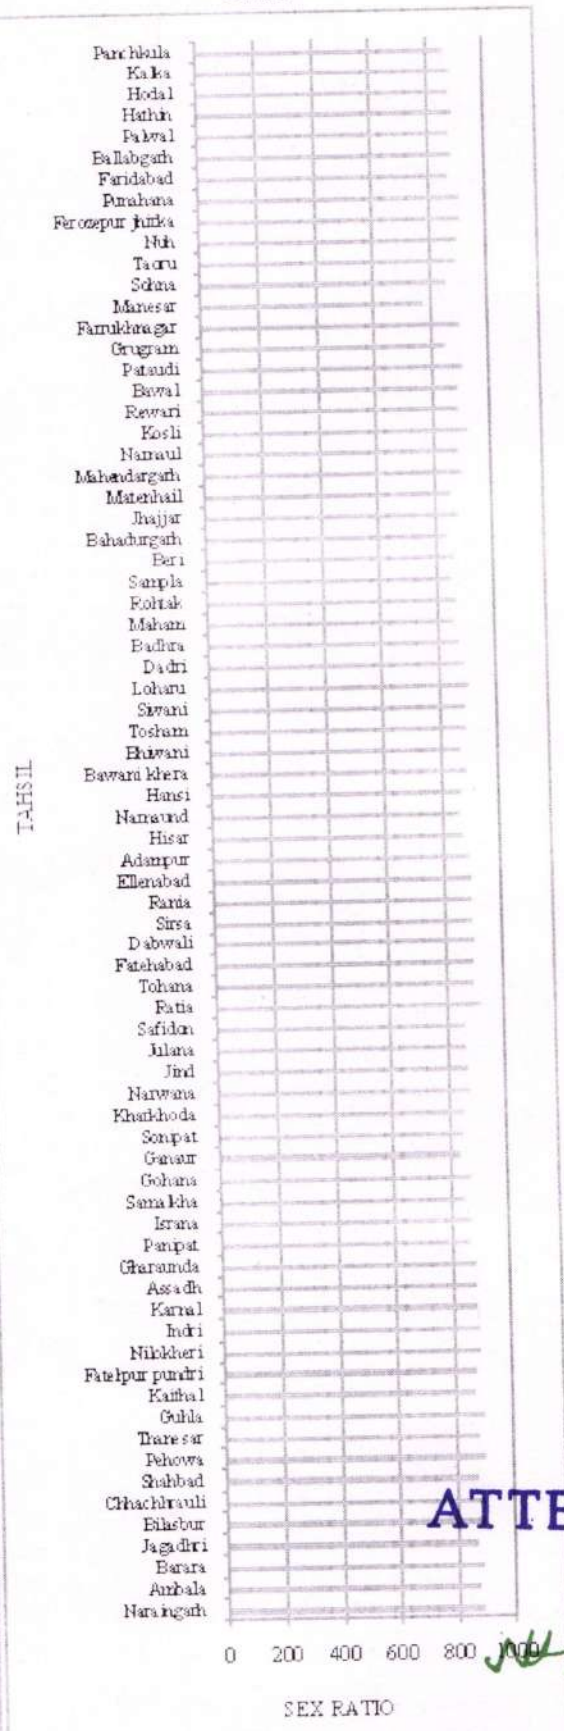 Panchkula
Kalka
Hodal
Hathin
Palwal
Ballabgarh
Faridabad
Punahana
Ferozepur jhirka
Nuh
Taoru
Sohna
Manesar
Farrukhnagar
Grugram
Pataudi
Bawal
Rewari
Kosli
Narnaul
Mahendargarh
Matenhail
Jhajjar
Bahadurgarh
Beri
Sampla
Rohtak
Maham
Badhra
Dadri
Loharu
Siwani
Tosham
Bhiwani
Bawani khera
Hansi
Narnaund
Hisar
Adampur
Ellenabad
Rania
Sirsa
Dabwali
Fatehabad
Tohana
Ratia
Safidon
Julana
Jind
Narwana
Kharkhoda
Sonipat
Ganaur
Gohana
Samalkha
Israna
Panipat
Gharaunda
Assadh
Karnal
Indri
Nilokheri
Fatehpur pundri
Kaithal
Guhla
Thanesar
Pehowa
Shahbad
Chhachhrauli
Bilasbur
Jagadhri
Barara
Ambala
Naraingarh
TAHSIL
0 200 400 600 800 1000
SEX RATIO
ATTE